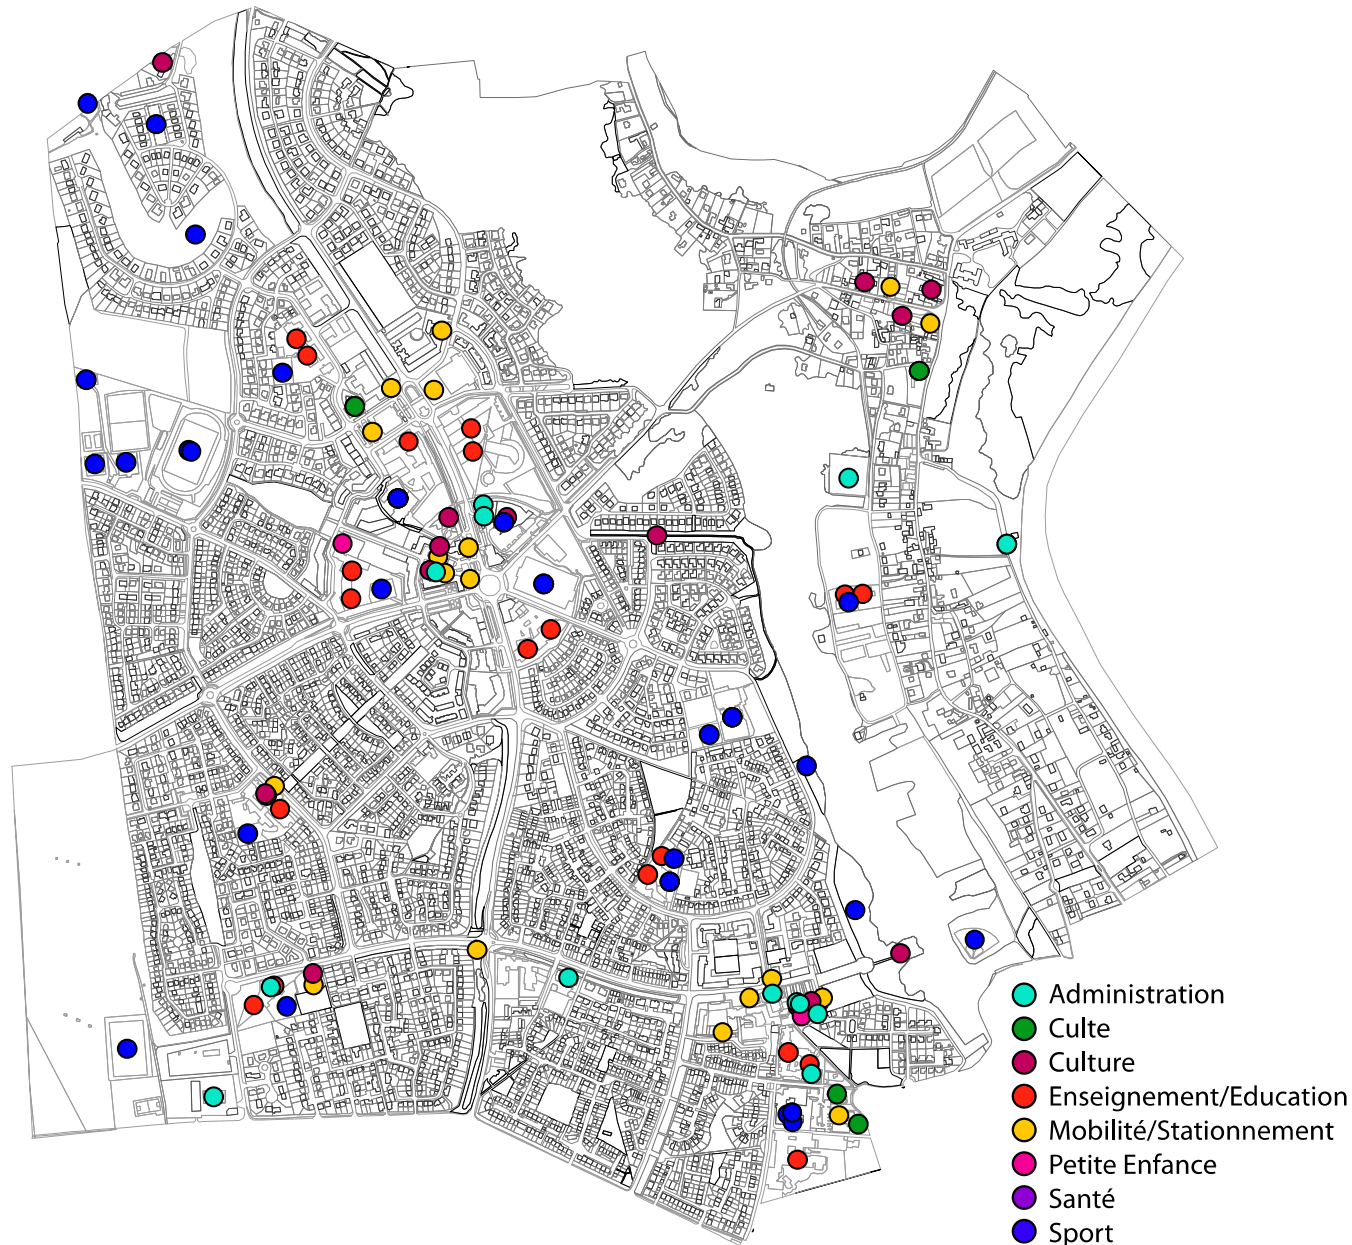 Administration
Culte
Culture
Enseignement/Education
Mobilité/Stationnement
Petite Enfance
Santé
Sport